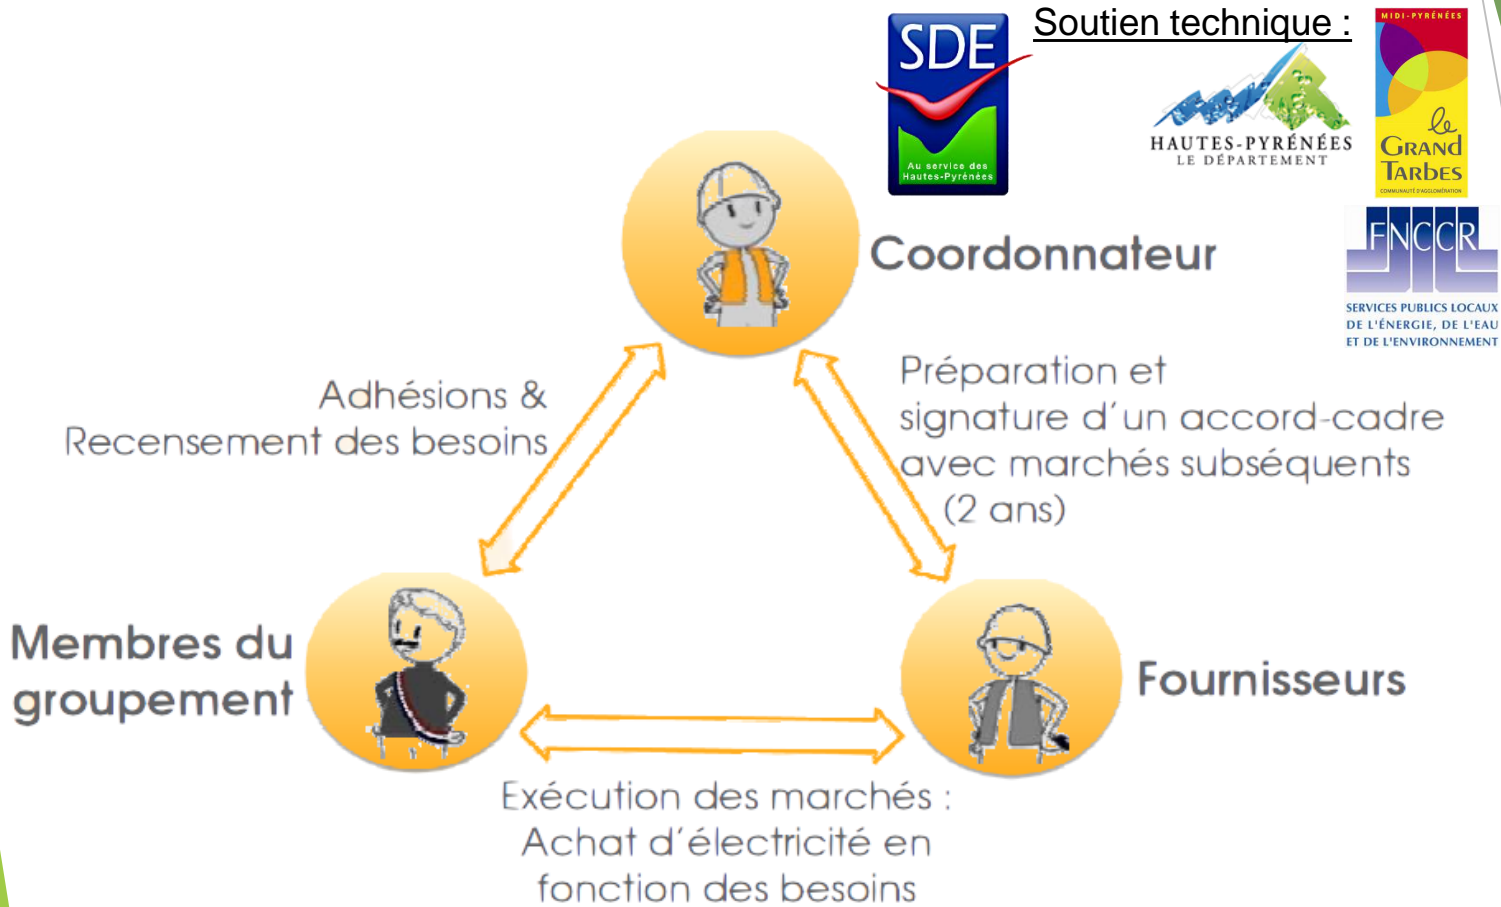 Soutien technique :
SDE
Au service des
Hautes-Pyrénées
HAUTES-PYRÉNÉES
LE DÉPARTEMENT
MIDI-PYRÉNÉES
le
GRAND
TARBES
COMMUNAUTÉ D'AGGLOMÉRATION
FNCCR
SERVICES PUBLICS LOCAUX
DE L'ÉNERGIE, DE L'EAU
ET DE L'ENVIRONNEMENT
Coordonnateur
Adhésions &
Recensement des besoins
Préparation et
signature d'un accord-cadre
avec marchés subséquents
(2 ans)
Membres du
groupement
Fournisseurs
Exécution des marchés :
Achat d'électricité en
fonction des besoins